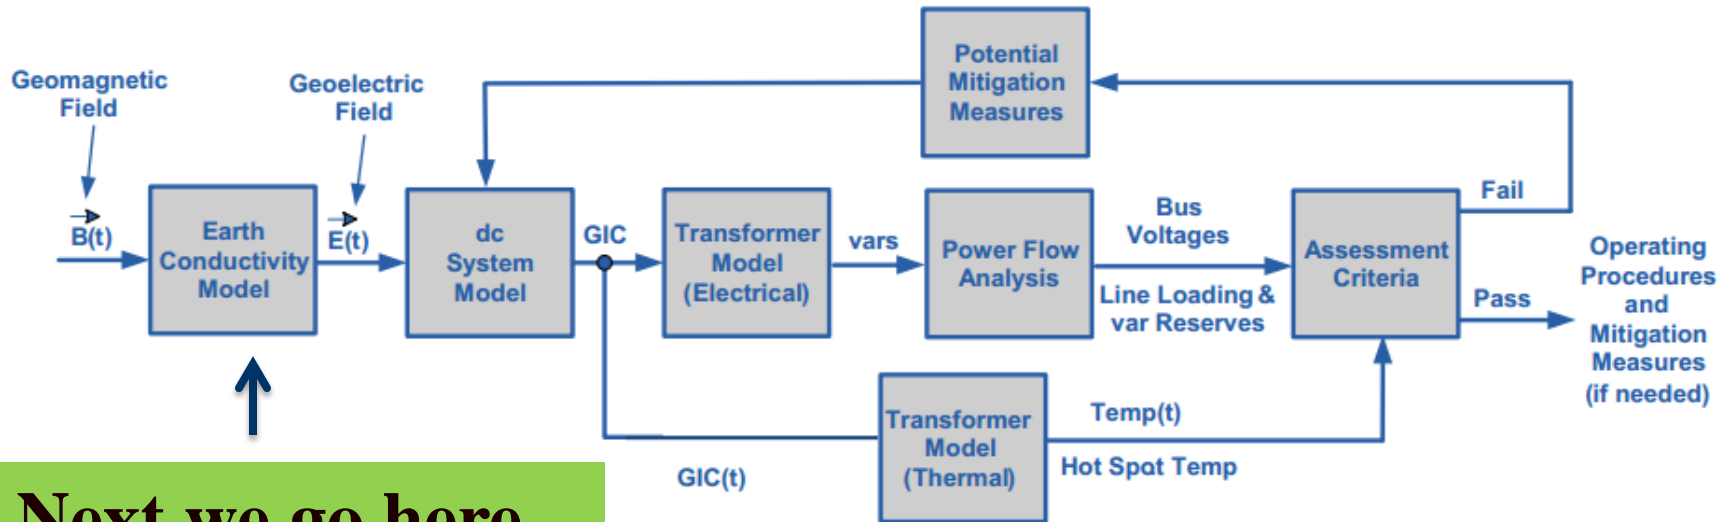 Geomagnetic
Field
B(t)
Earth
Conductivity
Model
Geoelectric
Field
E(t)
dc
System
Model
GIC
Transformer
Model
(Electrical)
vars
Power Flow
Analysis
Potential
Mitigation
Measures
Bus
Voltages
Line Loading &
var Reserves
Assessment
Criteria
Fail
Pass
Operating
Procedures
and
Mitigation
Measures
(if needed)
GIC(t)
Transformer
Model
(Thermal)
Temp(t)
Hot Spat Temp
Next we go here